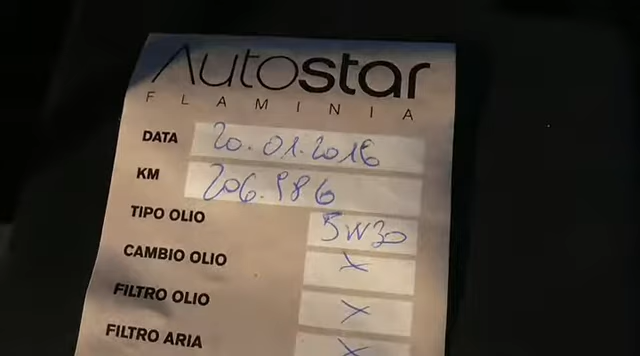 Autostar
FLAMINIA
DATA 20.01.2016
KM 206.986
TIPO OLIO 5W30
CAMBIO OLIO X
FILTRO OLIO X
FILTRO ARIA X